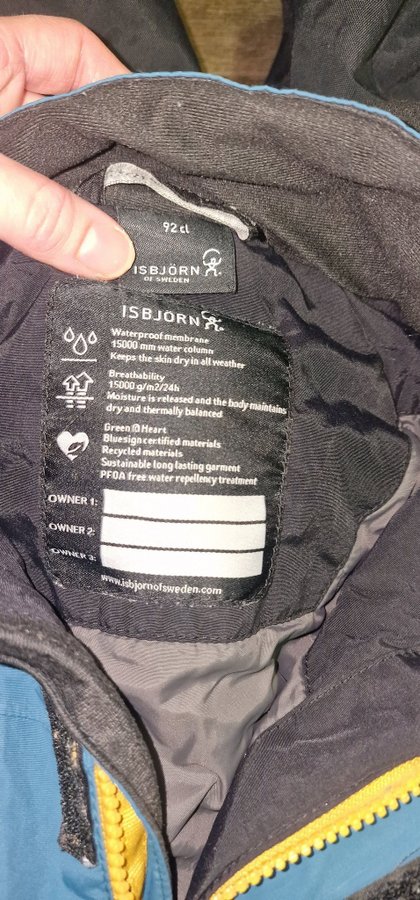 92 cl
ISBJÖRN
OF SWEDEN
ISBJÖRN
Waterproof membrane
15000 mm water column
Keeps the skin dry in all weather
Breathability
15000 g/m2/24h
Moisture is released and the body maintains
dry and thermally balanced
Green @ Heart
Bluesign certified materials
Recycled materials
Sustainable long lasting garment
PFOA free water repellency treatment
OWNER 1:
OWNER 2:
OWNER 3:
www.isbjornofsweden.com